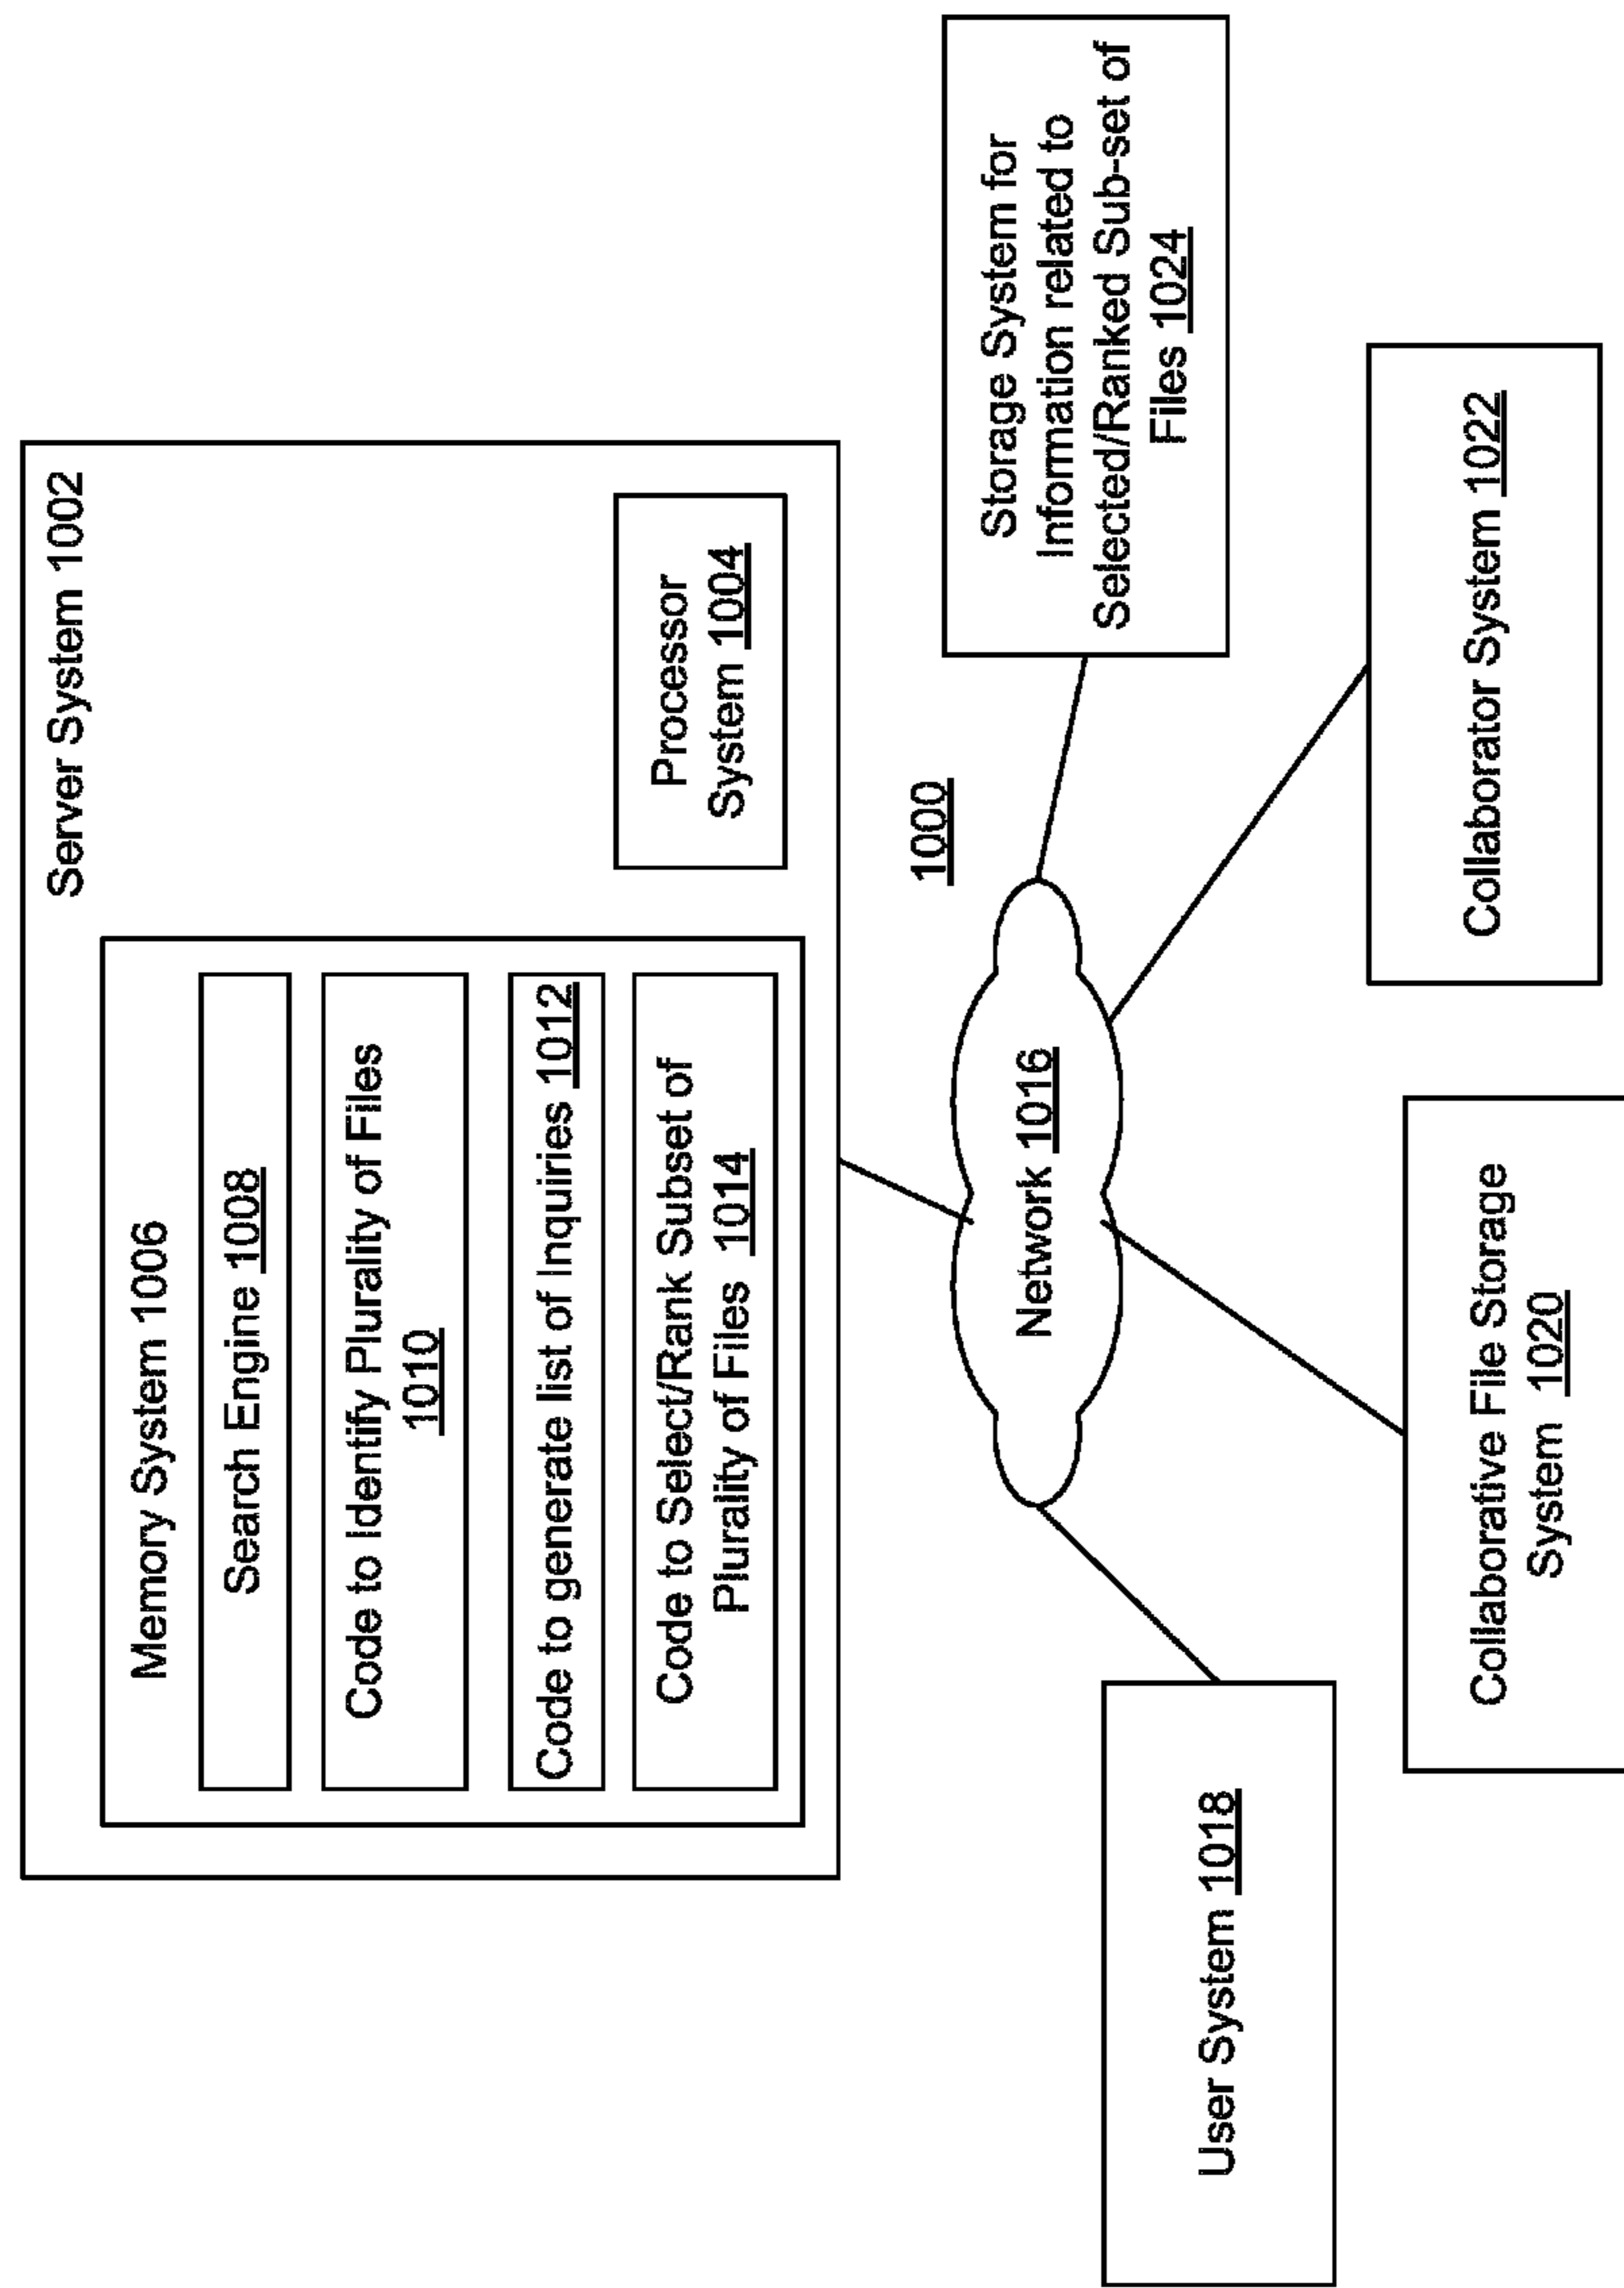 Server System 1002
Memory System 1006
Search Engine 1008
Code to Identify Plurality of Files
1010
Code to generate list of Inquiries 1012
Code to Select/Rank Subset of
Plurality of Files 1014
Processor
System 1004
1000
Network 1016
Storage System for
Information related to
Selected/Ranked Sub-set of
Files 1024
User System 1018
Collaborative File Storage
System 1020
Collaborator System 1022